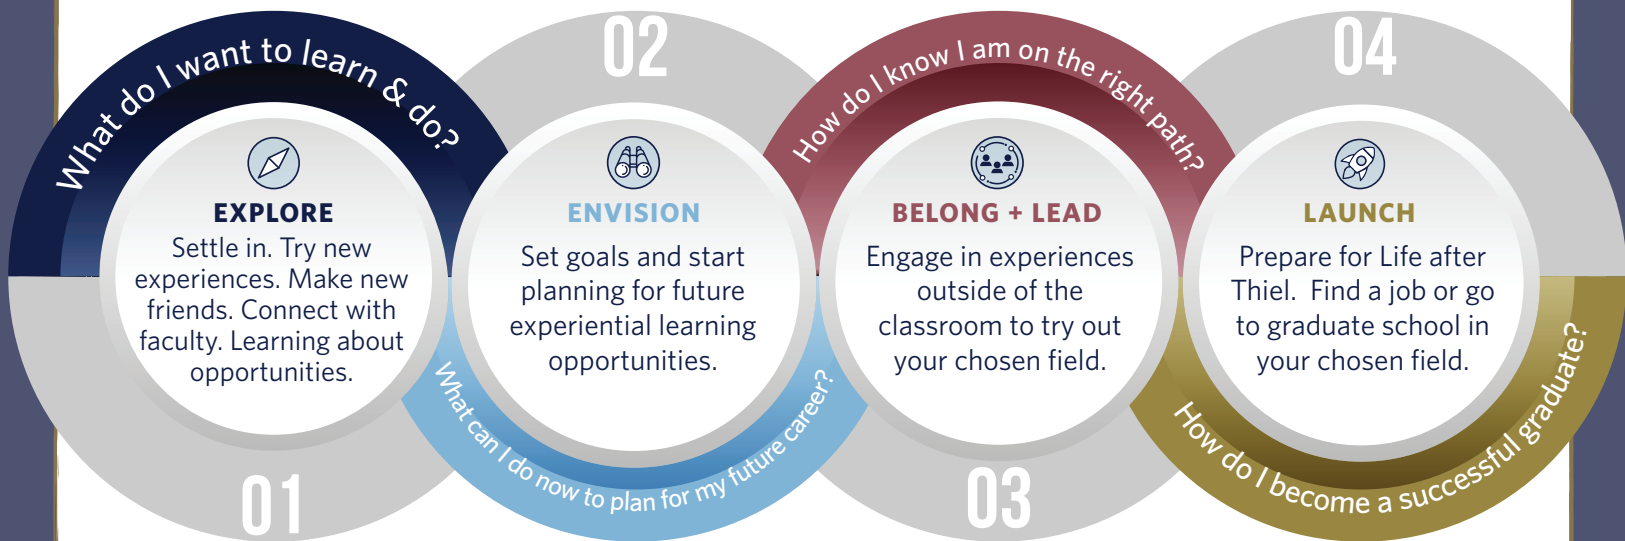 What do I want to learn & do?
EXPLORE
Settle in. Try new
experiences. Make new
friends. Connect with
faculty. Learning about
opportunities.
01
02
ENVISION
Set goals and start
planning for future
experiential learning
opportunities.
What can I do now to plan for my future career?
How do I know I am on the right path?
BELONG + LEAD
Engage in experiences
outside of the
classroom to try out
your chosen field.
03
04
LAUNCH
Prepare for Life after
Thiel. Find a job or go
to graduate school in
your chosen field.
How do I become a successful graduate?